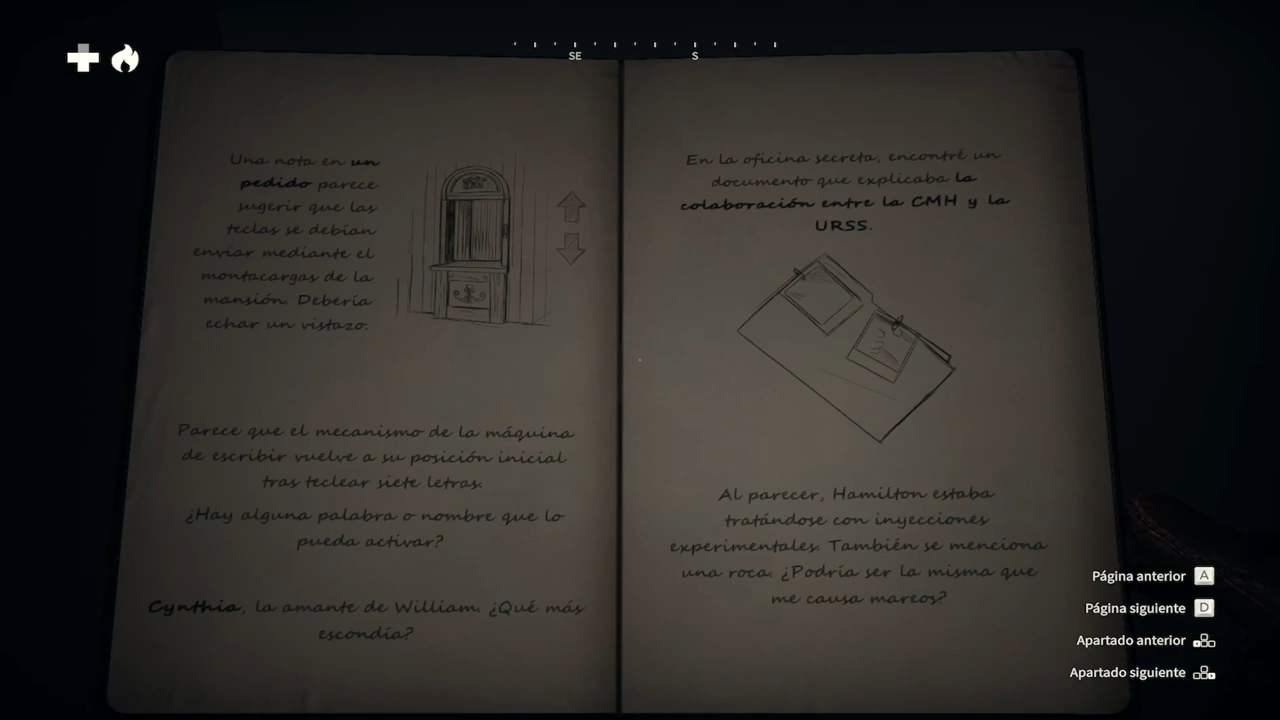 SE
S
Una nota en un
pedido parece
sugerir que las
teclas se debían
enviar mediante el
montacargas de la
mansión. Debería
echar un vistazo.
Parece que el mecanismo de la máquina
de escribir vuelve a su posición inicial
tras teclear siete letras.
¿Hay alguna palabra o nombre que lo
pueda activar?
Cynthia, la amante de William. ¿Qué más
escondía?
En la oficina secreta, encontré un
documento que explicaba la
colaboración entre la CMH y la
URSS.
Al parecer, Hamilton estaba
tratándose con inyecciones
experimentales. También se menciona
una roca. ¿Podría ser la misma que
me causa mareos?
Página anterior A
Página siguiente D
Apartado anterior
Apartado siguiente